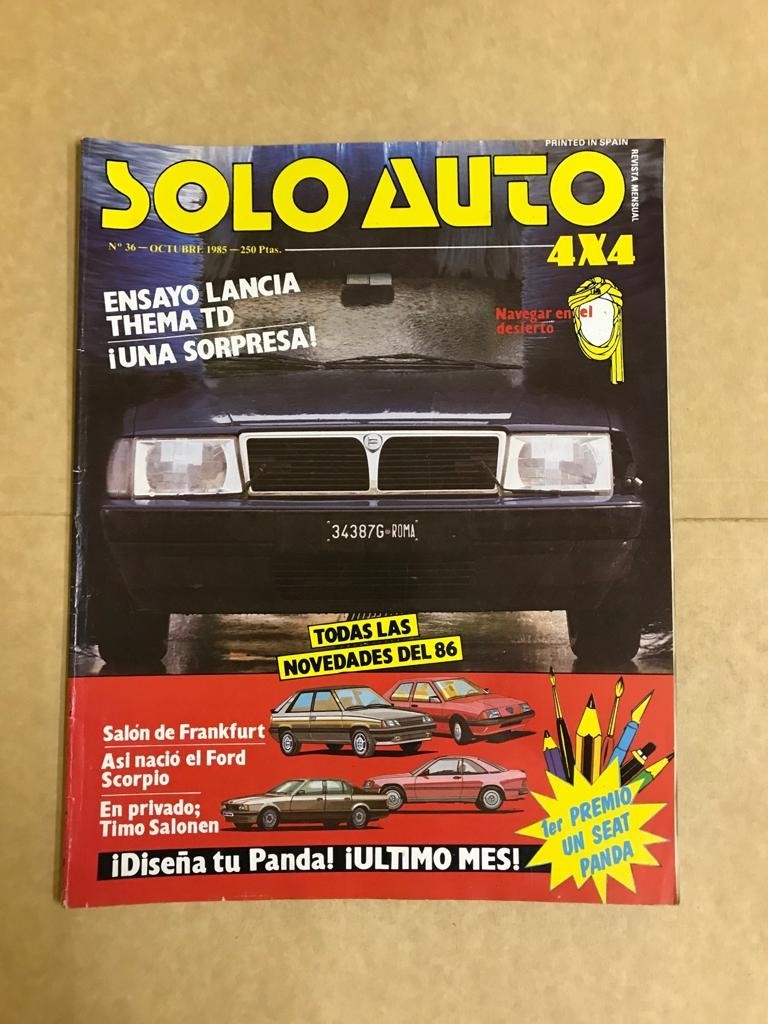 PRINTED IN SPAIN
SOLO AUTO
REVISTA MENSUAL
4X4
Nº 36 — OCTUBRE 1985 — 250 Ptas.
ENSAYO LANCIA
THEMA TD
¡UNA SORPRESA!
Navegar en el
desierto
34387G-ROMA
TODAS LAS
NOVEDADES DEL 86
Salón de Frankfurt
Asi nació el Ford
Scorpio
En privado;
Timo Salonen
1er PREMIO
UN SEAT
PANDA
¡Diseña tu Panda! ¡ULTIMO MES!